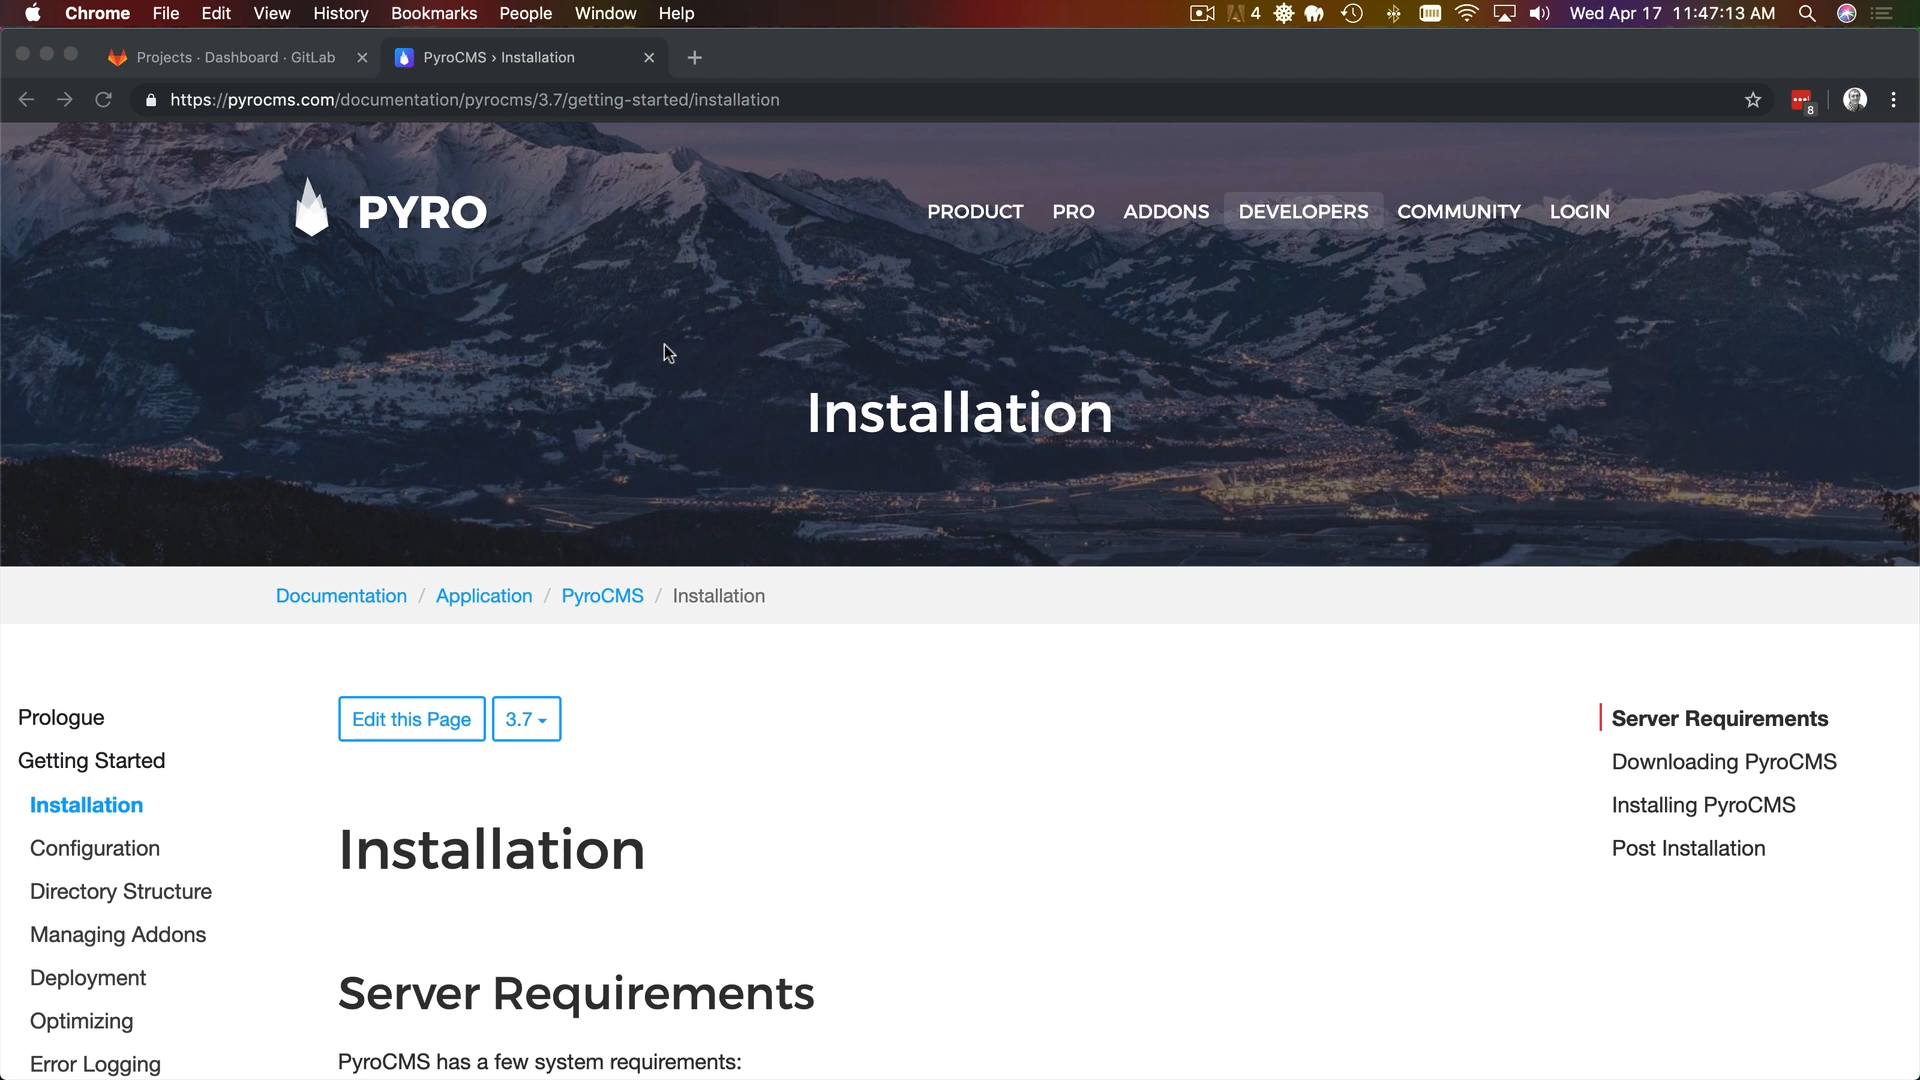 Chrome File Edit View History Bookmarks People Window Help 4 Wed Apr 17 11:47:13 AM
Projects · Dashboard · GitLab PyroCMS › Installation
https://pyrocms.com/documentation/pyrocms/3.7/getting-started/installation 8
PYRO PRODUCT PRO ADDONS DEVELOPERS COMMUNITY LOGIN
Installation
Documentation / Application / PyroCMS / Installation
Prologue
Getting Started
Installation
Configuration
Directory Structure
Managing Addons
Deployment
Optimizing
Error Logging
Edit this Page 3.7
Installation
Server Requirements
PyroCMS has a few system requirements:
Server Requirements
Downloading PyroCMS
Installing PyroCMS
Post Installation